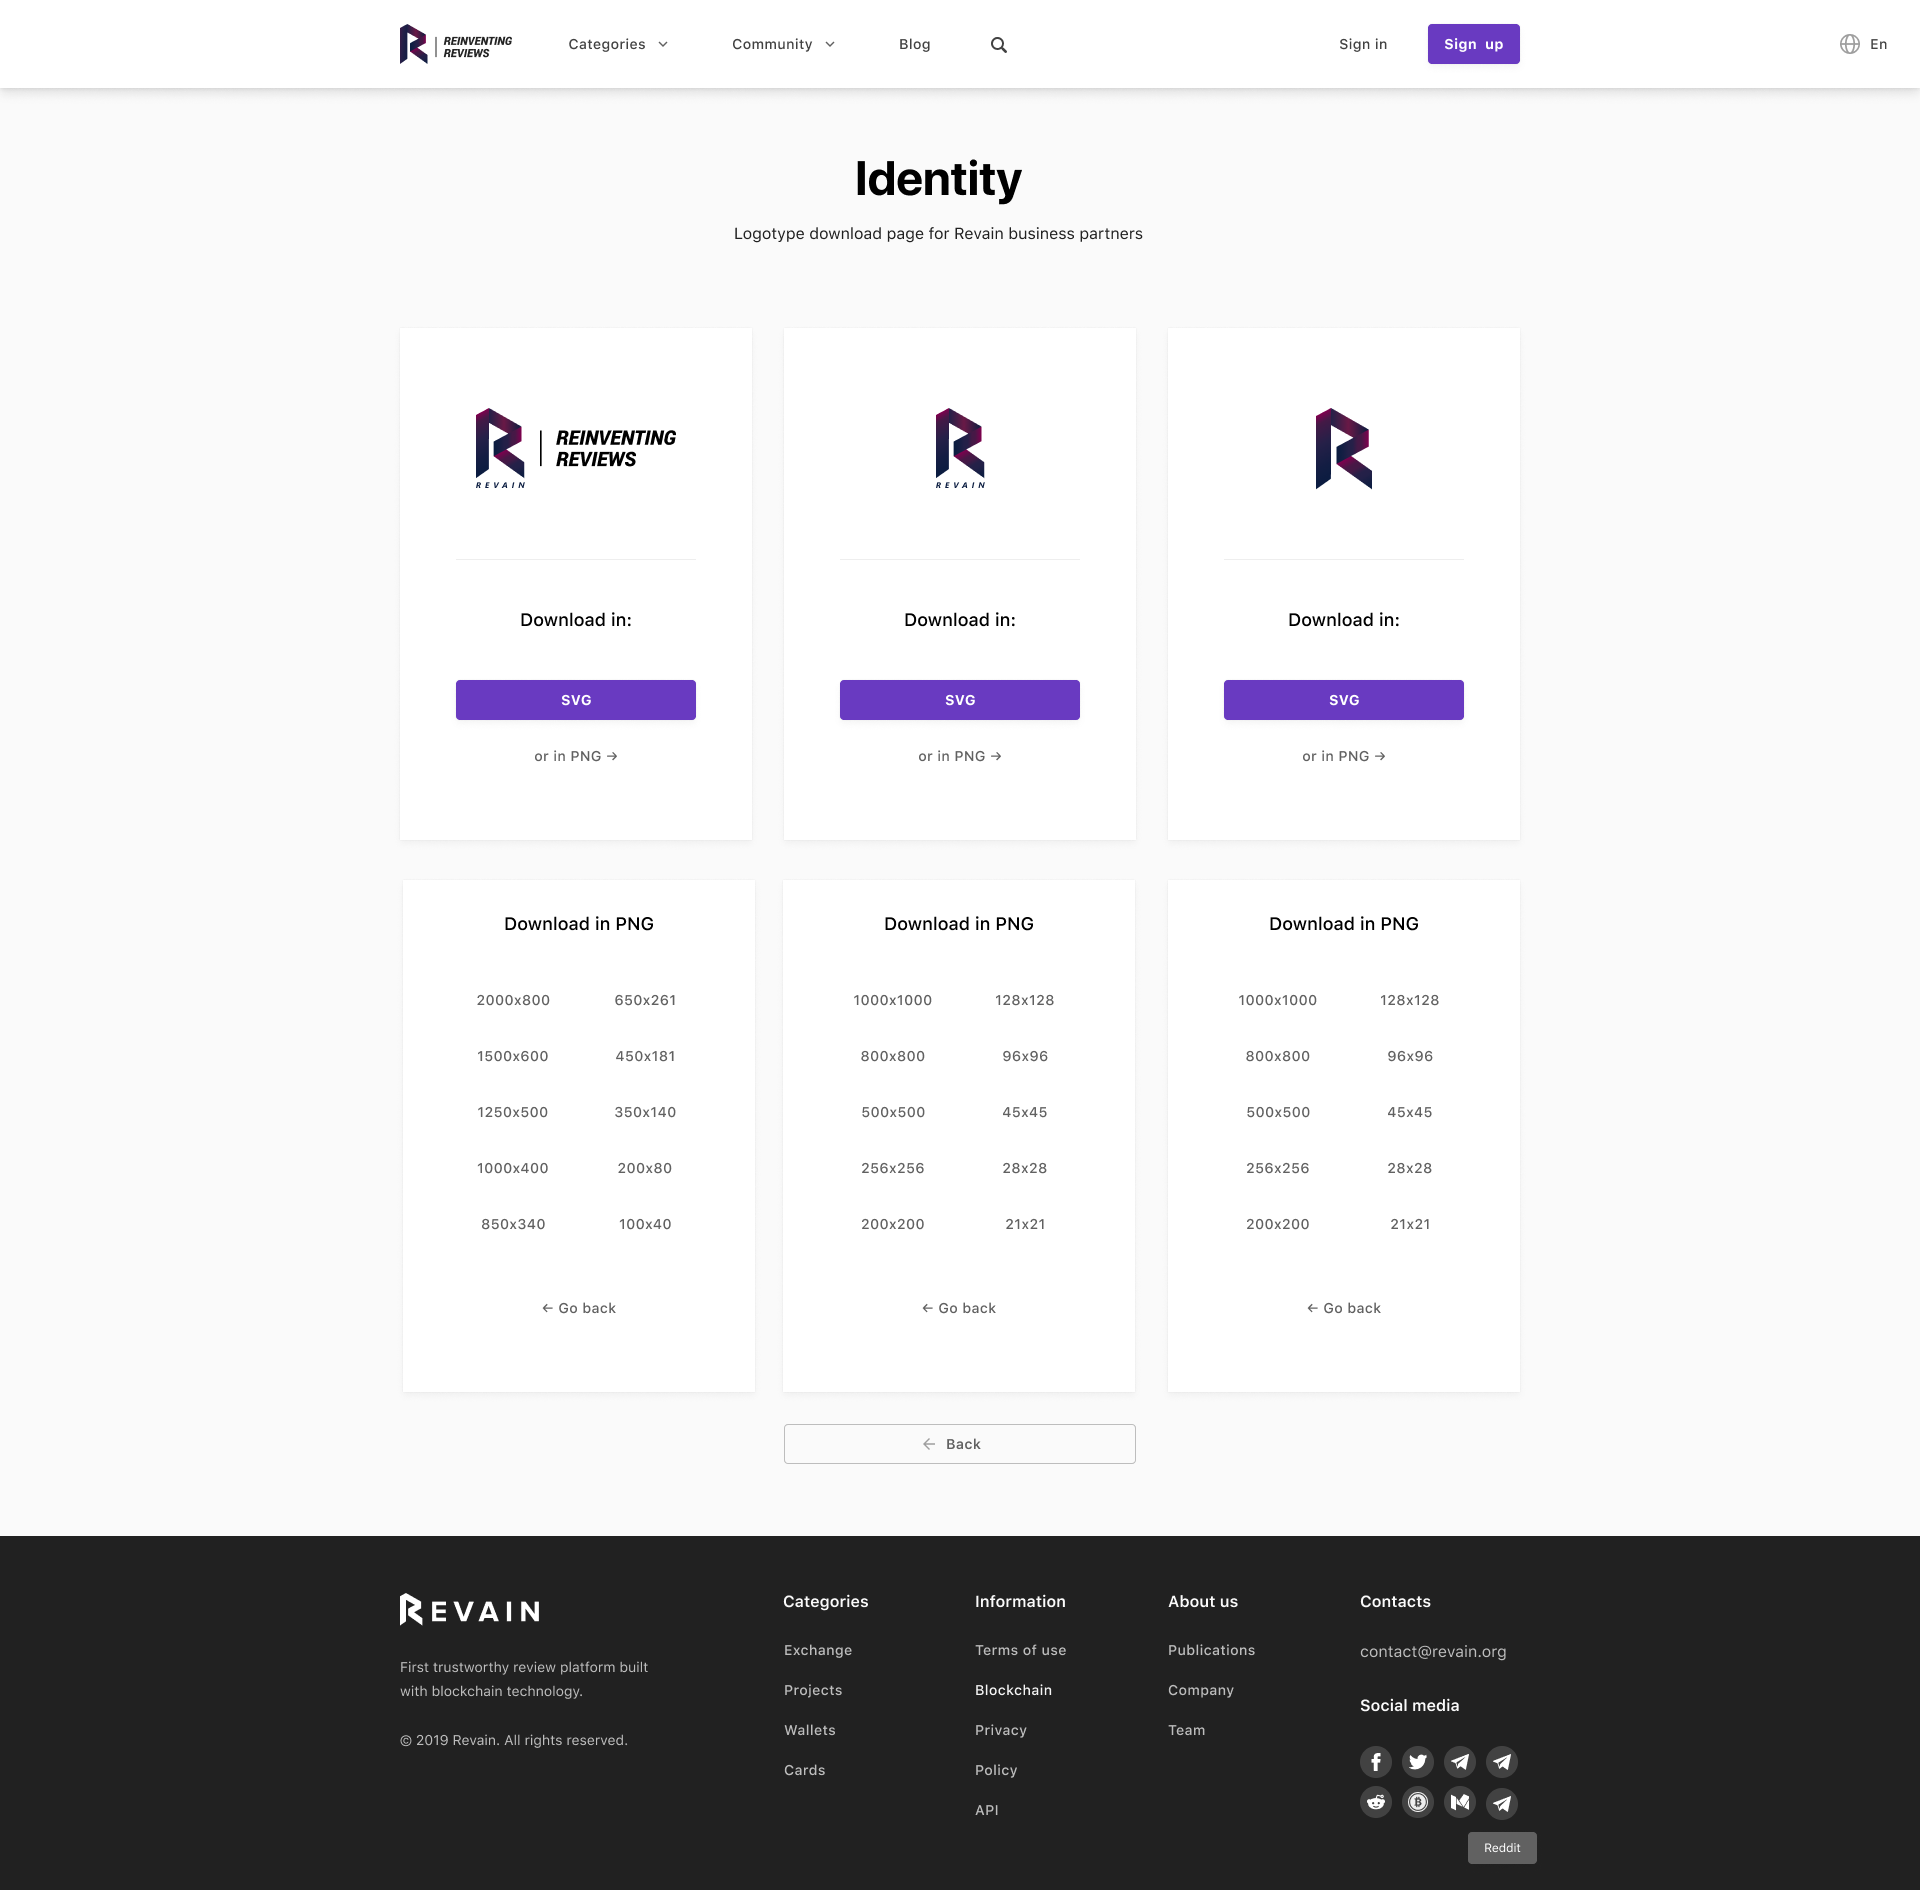 REINVENTING
REVIEWS
Categories
Community
Blog
Sign in
Sign up
En
Identity
Logotype download page for Revain business partners
REINVENTING
REVIEWS
REVAIN
Download in:
SVG
or in PNG →
REVAIN
Download in:
SVG
or in PNG →
Download in:
SVG
or in PNG →
Download in PNG
2000x800 650x261
1500x600 450x181
1250x500 350x140
1000x400 200x80
850x340 100x40
← Go back
Download in PNG
1000x1000 128x128
800x800 96x96
500x500 45x45
256x256 28x28
200x200 21x21
← Go back
Download in PNG
1000x1000 128x128
800x800 96x96
500x500 45x45
256x256 28x28
200x200 21x21
← Go back
← Back
REVAIN
First trustworthy review platform built
with blockchain technology.
© 2019 Revain. All rights reserved.
Categories
Exchange
Projects
Wallets
Cards
Information
Terms of use
Blockchain
Privacy
Policy
API
About us
Publications
Company
Team
Contacts
contact@revain.org
Social media
Reddit